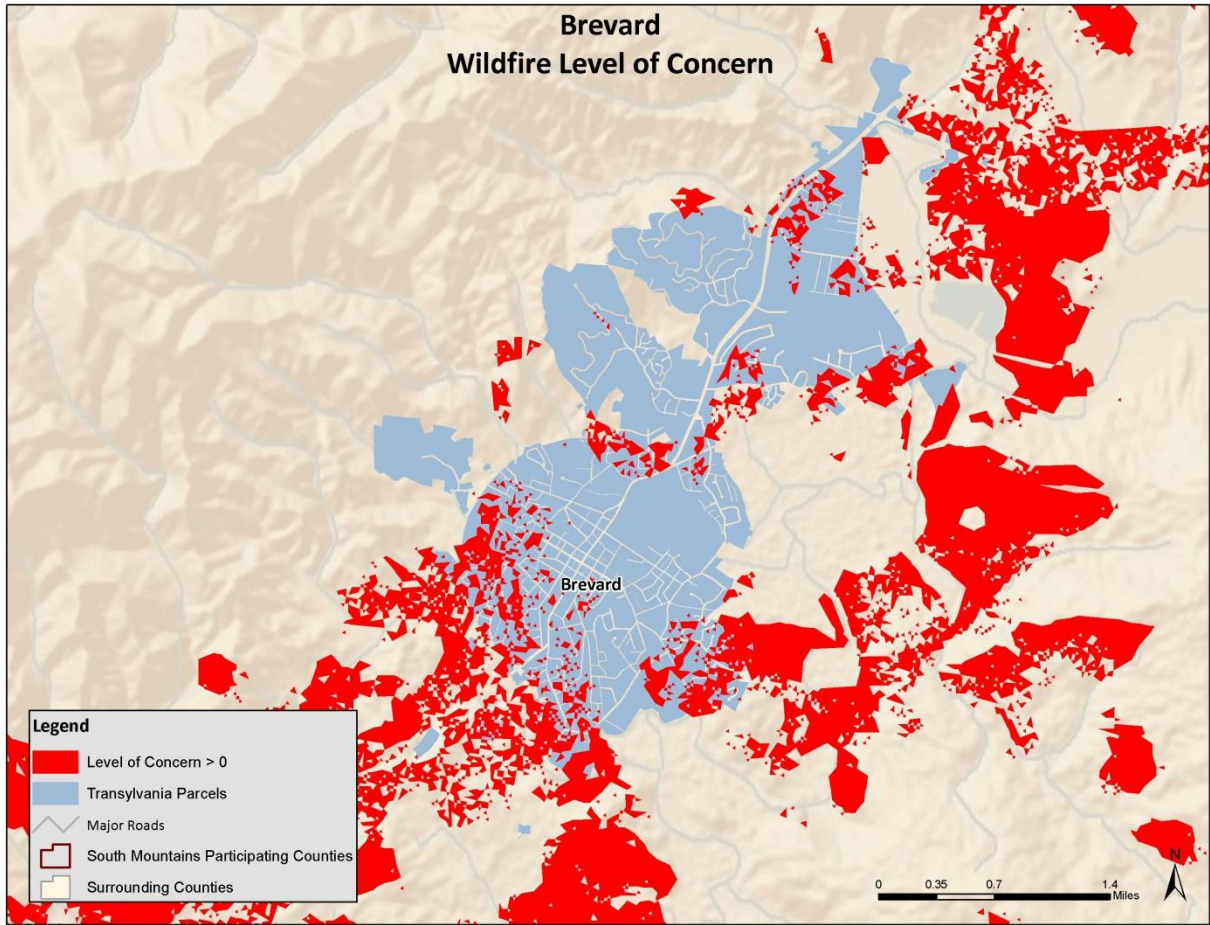 Brevard
Wildfire Level of Concern
Brevard
Legend
Level of Concern > 0
Transylvania Parcels
Major Roads
South Mountains Participating Counties
Surrounding Counties
N
0 0.35 0.7 1.4
Miles